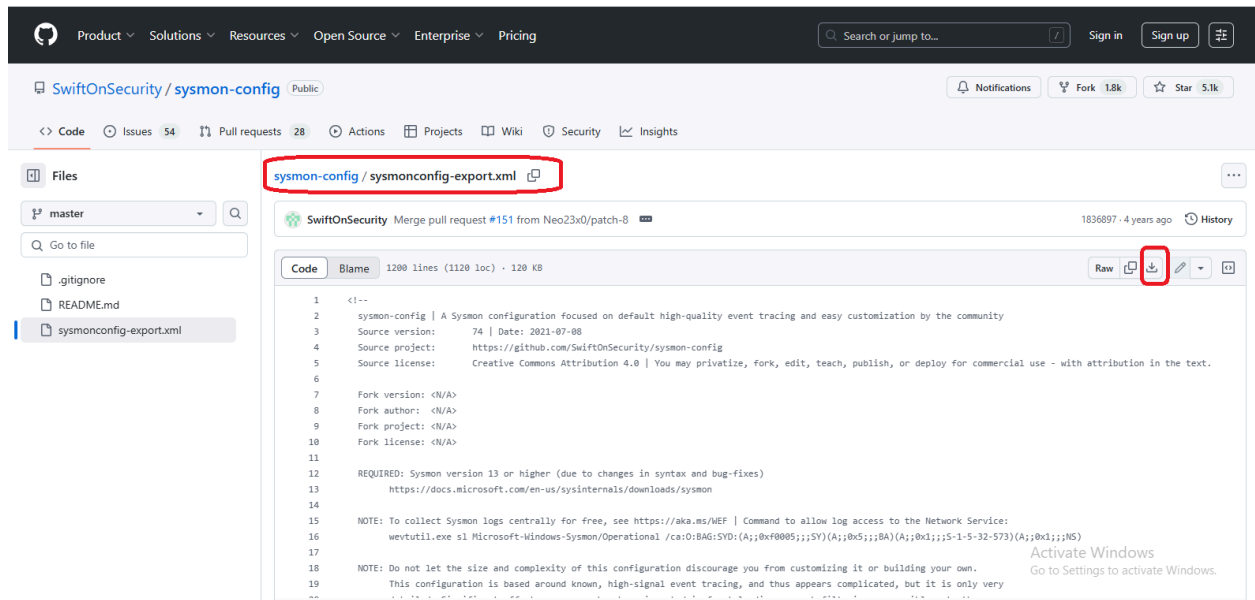 Product Solutions Resources Open Source Enterprise Pricing Search or jump to... / Sign in Sign up
SwiftOnSecurity / sysmon-config Public Notifications Fork 1.8k Star 5.1k
Code Issues 54 Pull requests 28 Actions Projects Wiki Security Insights
Files
master
Go to file
.gitignore
README.md
sysmonconfig-export.xml
sysmon-config / sysmonconfig-export.xml
SwiftOnSecurity Merge pull request #151 from Neo23x0/patch-8 1836897 · 4 years ago History
Code Blame 1200 lines (1120 loc) · 120 KB Raw
1 <!--
2 sysmon-config | A Sysmon configuration focused on default high-quality event tracing and easy customization by the community
3 Source version: 74 | Date: 2021-07-08
4 Source project: https://github.com/SwiftOnSecurity/sysmon-config
5 Source license: Creative Commons Attribution 4.0 | You may privatize, fork, edit, teach, publish, or deploy for commercial use - with attribution in the text.
6
7 Fork version: <N/A>
8 Fork author: <N/A>
9 Fork project: <N/A>
10 Fork license: <N/A>
11
12 REQUIRED: Sysmon version 13 or higher (due to changes in syntax and bug-fixes)
13 https://docs.microsoft.com/en-us/sysinternals/downloads/sysmon
14
15 NOTE: To collect Sysmon logs centrally for free, see https://aka.ms/WEF | Command to allow log access to the Network Service:
16 wevtutil.exe sl Microsoft-Windows-Sysmon/Operational /ca:O:BAG:SYD:(A;;0xf0005;;;SY)(A;;0x5;;;BA)(A;;0x1;;;S-1-5-32-573)(A;;0x1;;;NS)
17
18 NOTE: Do not let the size and complexity of this configuration discourage you from customizing it or building your own.
19 This configuration is based around known, high-signal event tracing, and thus appears complicated, but it is only very
Activate Windows
Go to Settings to activate Windows.